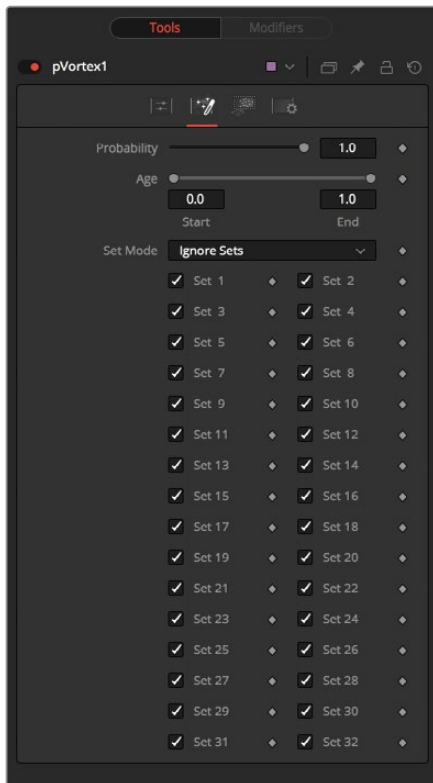 Tools Modifiers
pVortex1
Probability 1.0
Age
0.0 1.0
Start End
Set Mode Ignore Sets
Set 1 Set 2
Set 3 Set 4
Set 5 Set 6
Set 7 Set 8
Set 9 Set 10
Set 11 Set 12
Set 13 Set 14
Set 15 Set 16
Set 17 Set 18
Set 19 Set 20
Set 21 Set 22
Set 23 Set 24
Set 25 Set 26
Set 27 Set 28
Set 29 Set 30
Set 31 Set 32